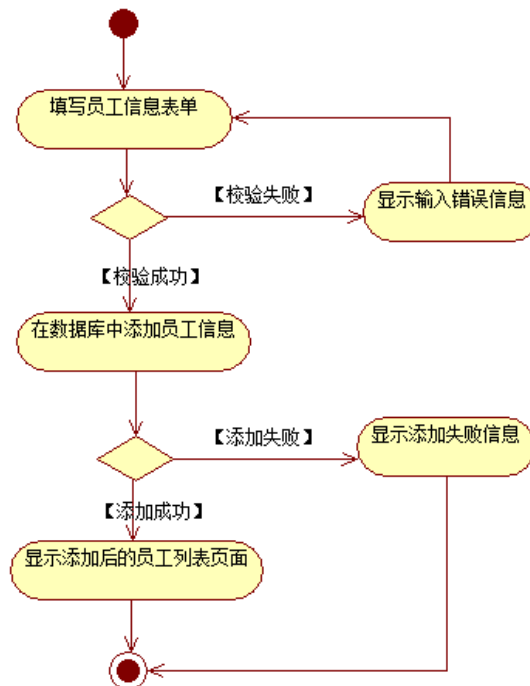 填写员工信息表单
【校验失败】
显示输入错误信息
【校验成功】
在数据库中添加员工信息
【添加失败】
显示添加失败信息
【添加成功】
显示添加后的员工列表页面